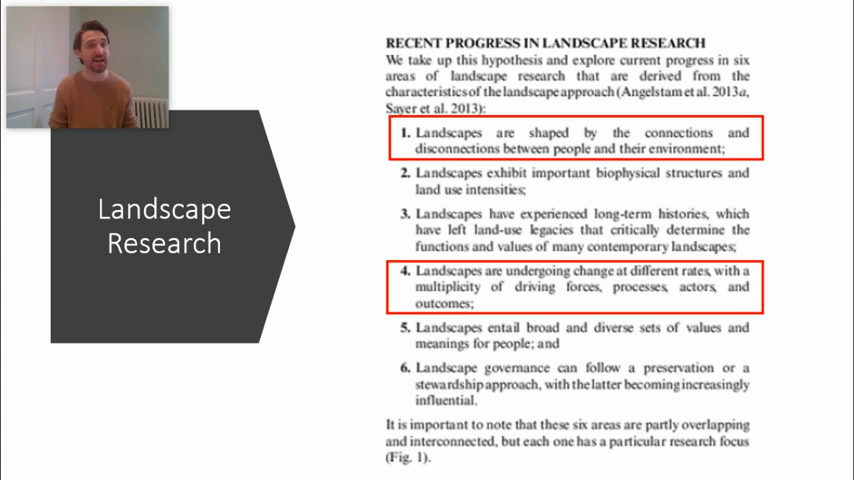 Landscape
Research
RECENT PROGRESS IN LANDSCAPE RESEARCH
We take up this hypothesis and explore current progress in six
areas of landscape research that are derived from the
characteristics of the landscape approach (Angelstam et al. 2013a,
Sayer et al. 2013):
1. Landscapes are shaped by the connections and
disconnections between people and their environment;
2. Landscapes exhibit important biophysical structures and
land use intensities;
3. Landscapes have experienced long-term histories, which
have left land-use legacies that critically determine the
functions and values of many contemporary landscapes;
4. Landscapes are undergoing change at different rates, with a
multiplicity of driving forces, processes, actors, and
outcomes;
5. Landscapes entail broad and diverse sets of values and
meanings for people; and
6. Landscape governance can follow a preservation or a
stewardship approach, with the latter becoming increasingly
influential.
It is important to note that these six areas are partly overlapping
and interconnected, but each one has a particular research focus
(Fig. 1).